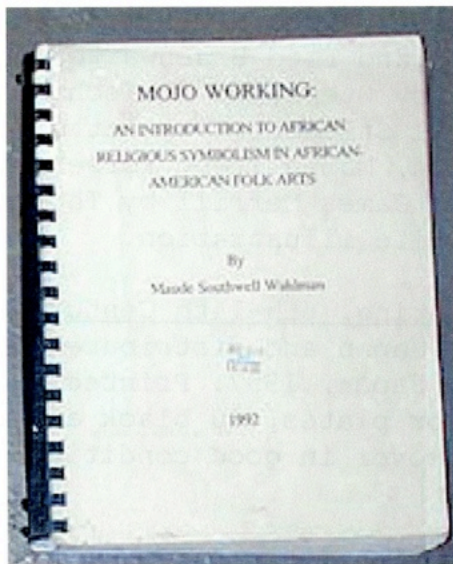 MOJO WORKING:
AN INTRODUCTION TO AFRICAN
RELIGIOUS SYMBOLISM IN AFRICAN-
AMERICAN FOLK ARTS
By
Maude Southwell Wahlman
1992